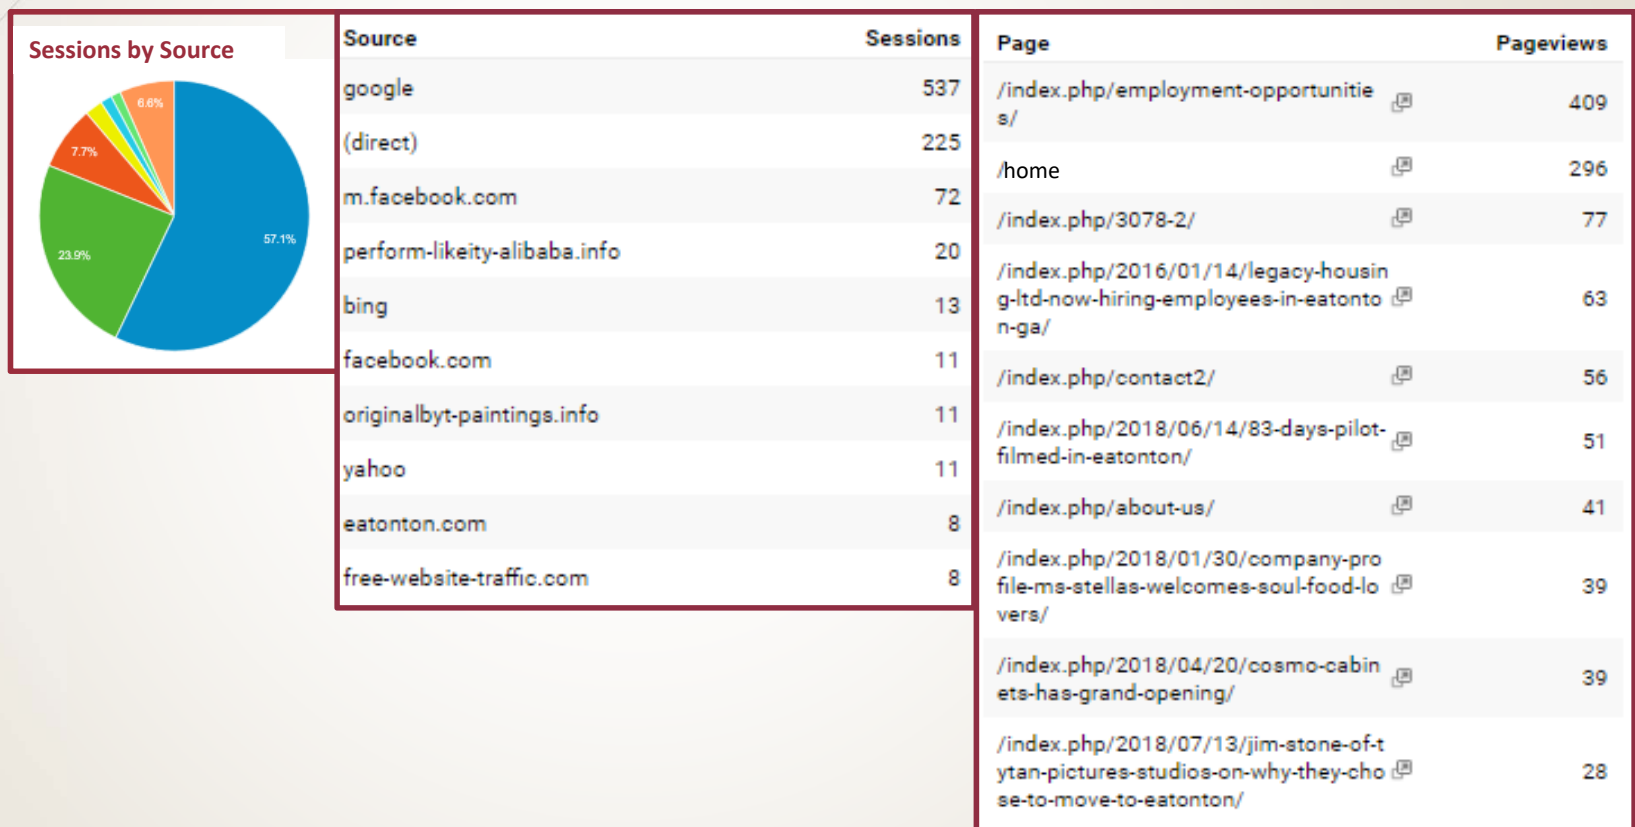 Sessions by Source
6.6%
7.7%
57.1%
23.9%
Source Sessions
google 537
(direct) 225
m.facebook.com 72
perform-likeity-alibaba.info 20
bing 13
facebook.com 11
originalbyt-paintings.info 11
yahoo 11
eatonton.com 8
free-website-traffic.com 8
Page Pageviews
/index.php/employment-opportunitie
s/ 409
/home 296
/index.php/3078-2/ 77
/index.php/2016/01/14/legacy-housin
g-ltd-now-hiring-employees-in-eatonto 63
n-ga/
/index.php/contact2/ 56
/index.php/2018/06/14/83-days-pilot-
filmed-in-eatonton/ 51
/index.php/about-us/ 41
/index.php/2018/01/30/company-pro
file-ms-stellas-welcomes-soul-food-lo 39
vers/
/index.php/2018/04/20/cosmo-cabin
ets-has-grand-opening/ 39
/index.php/2018/07/13/jim-stone-of-t
ytan-pictures-studios-on-why-they-cho 28
se-to-move-to-eatonton/